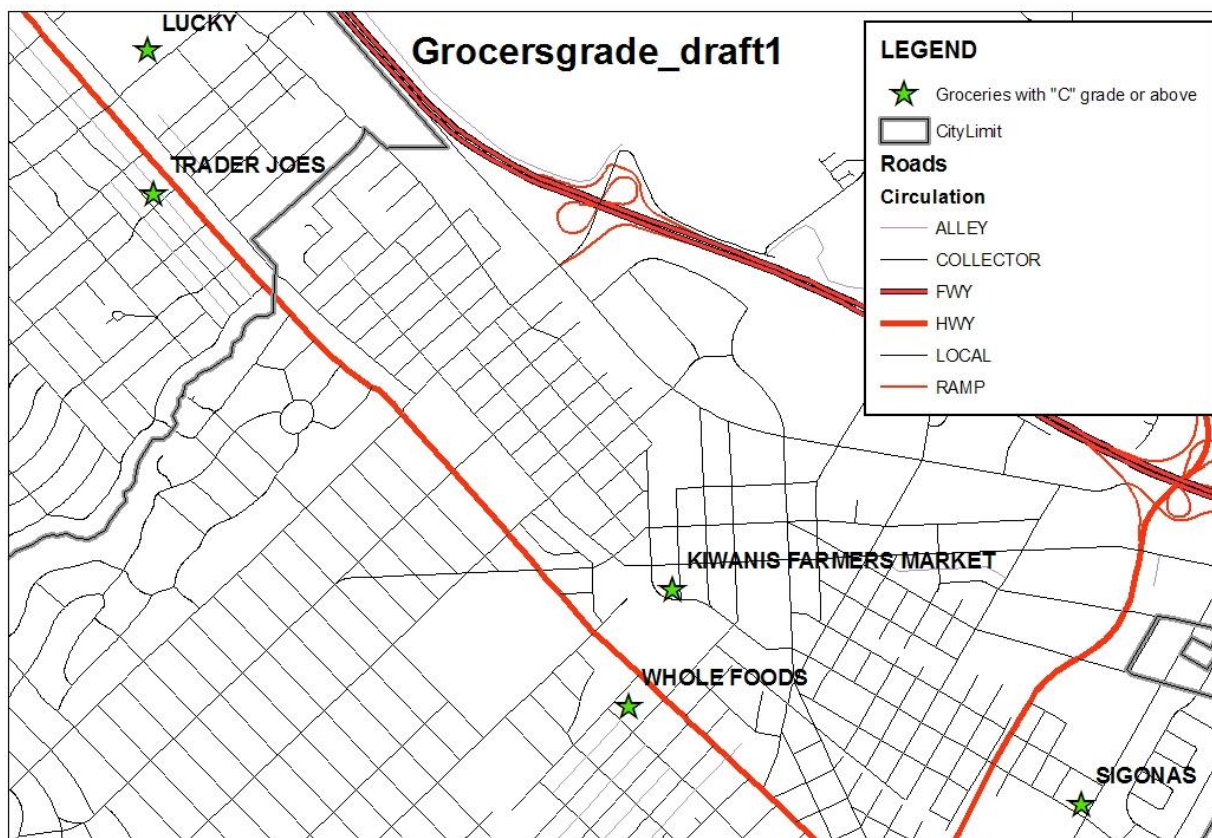 LUCKY
Grocersgrade_draft1
TRADER JOES
LEGEND
Groceries with "C" grade or above
CityLimit
Roads
Circulation
ALLEY
COLLECTOR
FWY
HWY
LOCAL
RAMP
KIWANIS FARMERS MARKET
WHOLE FOODS
SIGONAS